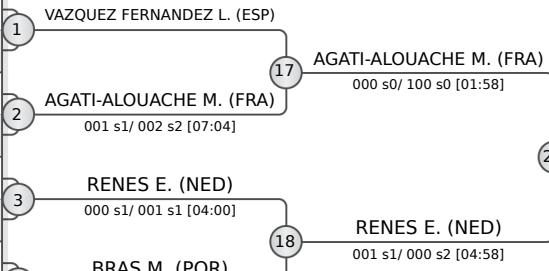 VAZQUEZ FERNANDEZ L. (ESP)
1
17
AGATI-ALOUACHE M. (FRA)
000 s0/ 100 s0 [01:58]
2
AGATI-ALOUACHE M. (FRA)
001 s1/ 002 s2 [07:04]
3
RENES E. (NED)
000 s1/ 001 s1 [04:00]
18
RENES E. (NED)
001 s1/ 000 s2 [04:58]
BRAS M. (POR)